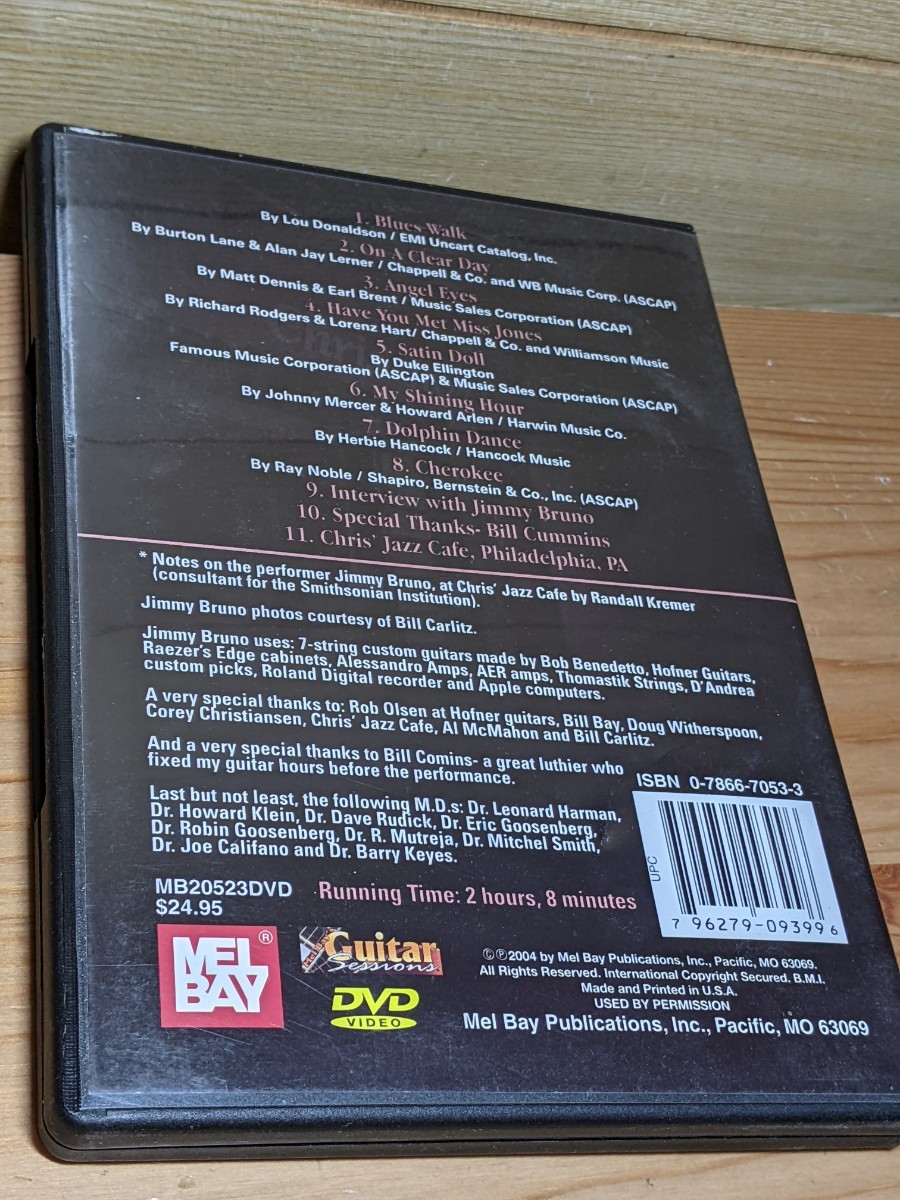 1. Blues Walk
By Lou Donaldson / EMI Uncart Catalog, Inc.
2. On A Clear Day
By Burton Lane & Alan Jay Lerner / Chappell & Co. and WB Music Corp. (ASCAP)
3. Angel Eyes
By Matt Dennis & Earl Brent / Music Sales Corporation (ASCAP)
4. Have You Met Miss Jones
By Richard Rodgers & Lorenz Hart/ Chappell & Co. and Williamson Music
5. Satin Doll
By Duke Ellington
Famous Music Corporation (ASCAP) & Music Sales Corporation (ASCAP)
6. My Shining Hour
By Johnny Mercer & Howard Arlen / Harwin Music Co.
7. Dolphin Dance
By Herbie Hancock / Hancock Music
8. Cherokee
By Ray Noble / Shapiro, Bernstein & Co., Inc. (ASCAP)
9. Interview with Jimmy Bruno
10. Special Thanks- Bill Cummins
11. Chris' Jazz Cafe, Philadelphia, PA
* Notes on the performer Jimmy Bruno, at Chris' Jazz Cafe by Randall Kremer
(consultant for the Smithsonian Institution).
Jimmy Bruno photos courtesy of Bill Carlitz.
Jimmy Bruno uses: 7-string custom guitars made by Bob Benedetto, Hofner Guitars,
Raezer's Edge cabinets, Alessandro Amps, AER amps, Thomastik Strings, D'Andrea
custom picks, Roland Digital recorder and Apple computers.
A very special thanks to: Rob Olsen at Hofner guitars, Bill Bay, Doug Witherspoon,
Corey Christiansen, Chris' Jazz Cafe, Al McMahon and Bill Carlitz.
And a very special thanks to Bill Comins- a great luthier who
fixed my guitar hours before the performance.
Last but not least, the following M.D.s: Dr. Leonard Harman,
Dr. Howard Klein, Dr. Dave Rudick, Dr. Eric Goosenberg,
Dr. Robin Goosenberg, Dr. R. Mutreja, Dr. Mitchel Smith,
Dr. Joe Califano and Dr. Barry Keyes.
ISBN 0-7866-7053-3
UPC
7 96279-09399 6
MB20523DVD
$24.95
Running Time: 2 hours, 8 minutes
MEL BAY ®
Mel Bay's
Guitar
Sessions
DVD
VIDEO
©℗2004 by Mel Bay Publications, Inc., Pacific, MO 63069.
All Rights Reserved. International Copyright Secured. B.M.I.
Made and Printed in U.S.A.
USED BY PERMISSION
Mel Bay Publications, Inc., Pacific, MO 63069